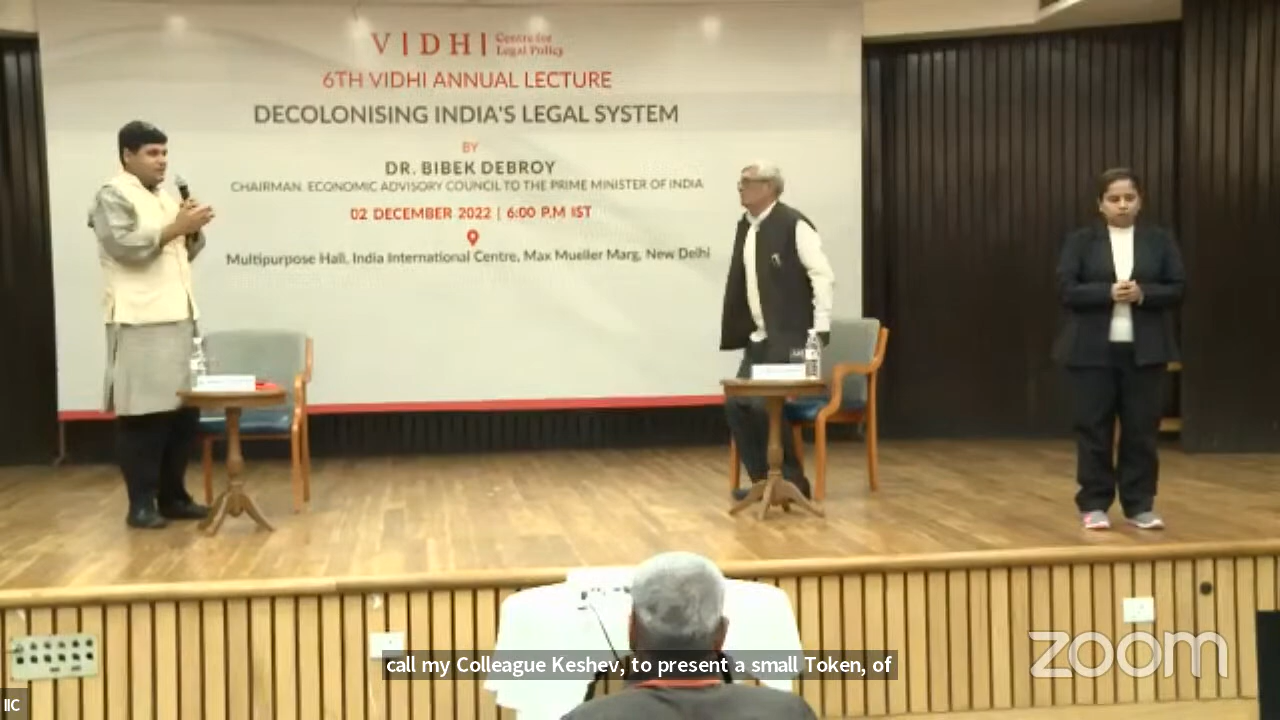 VIDHI Centre for
Legal Policy
6TH VIDHI ANNUAL LECTURE
DECOLONISING INDIA'S LEGAL SYSTEM
BY
DR. BIBEK DEBROY
CHAIRMAN, ECONOMIC ADVISORY COUNCIL TO THE PRIME MINISTER OF INDIA
02 DECEMBER 2022 | 6:00 P.M IST
Multipurpose Hall, India International Centre, Max Mueller Marg, New Delhi
zoom
call my Colleague Keshev, to present a small Token, of
IIC